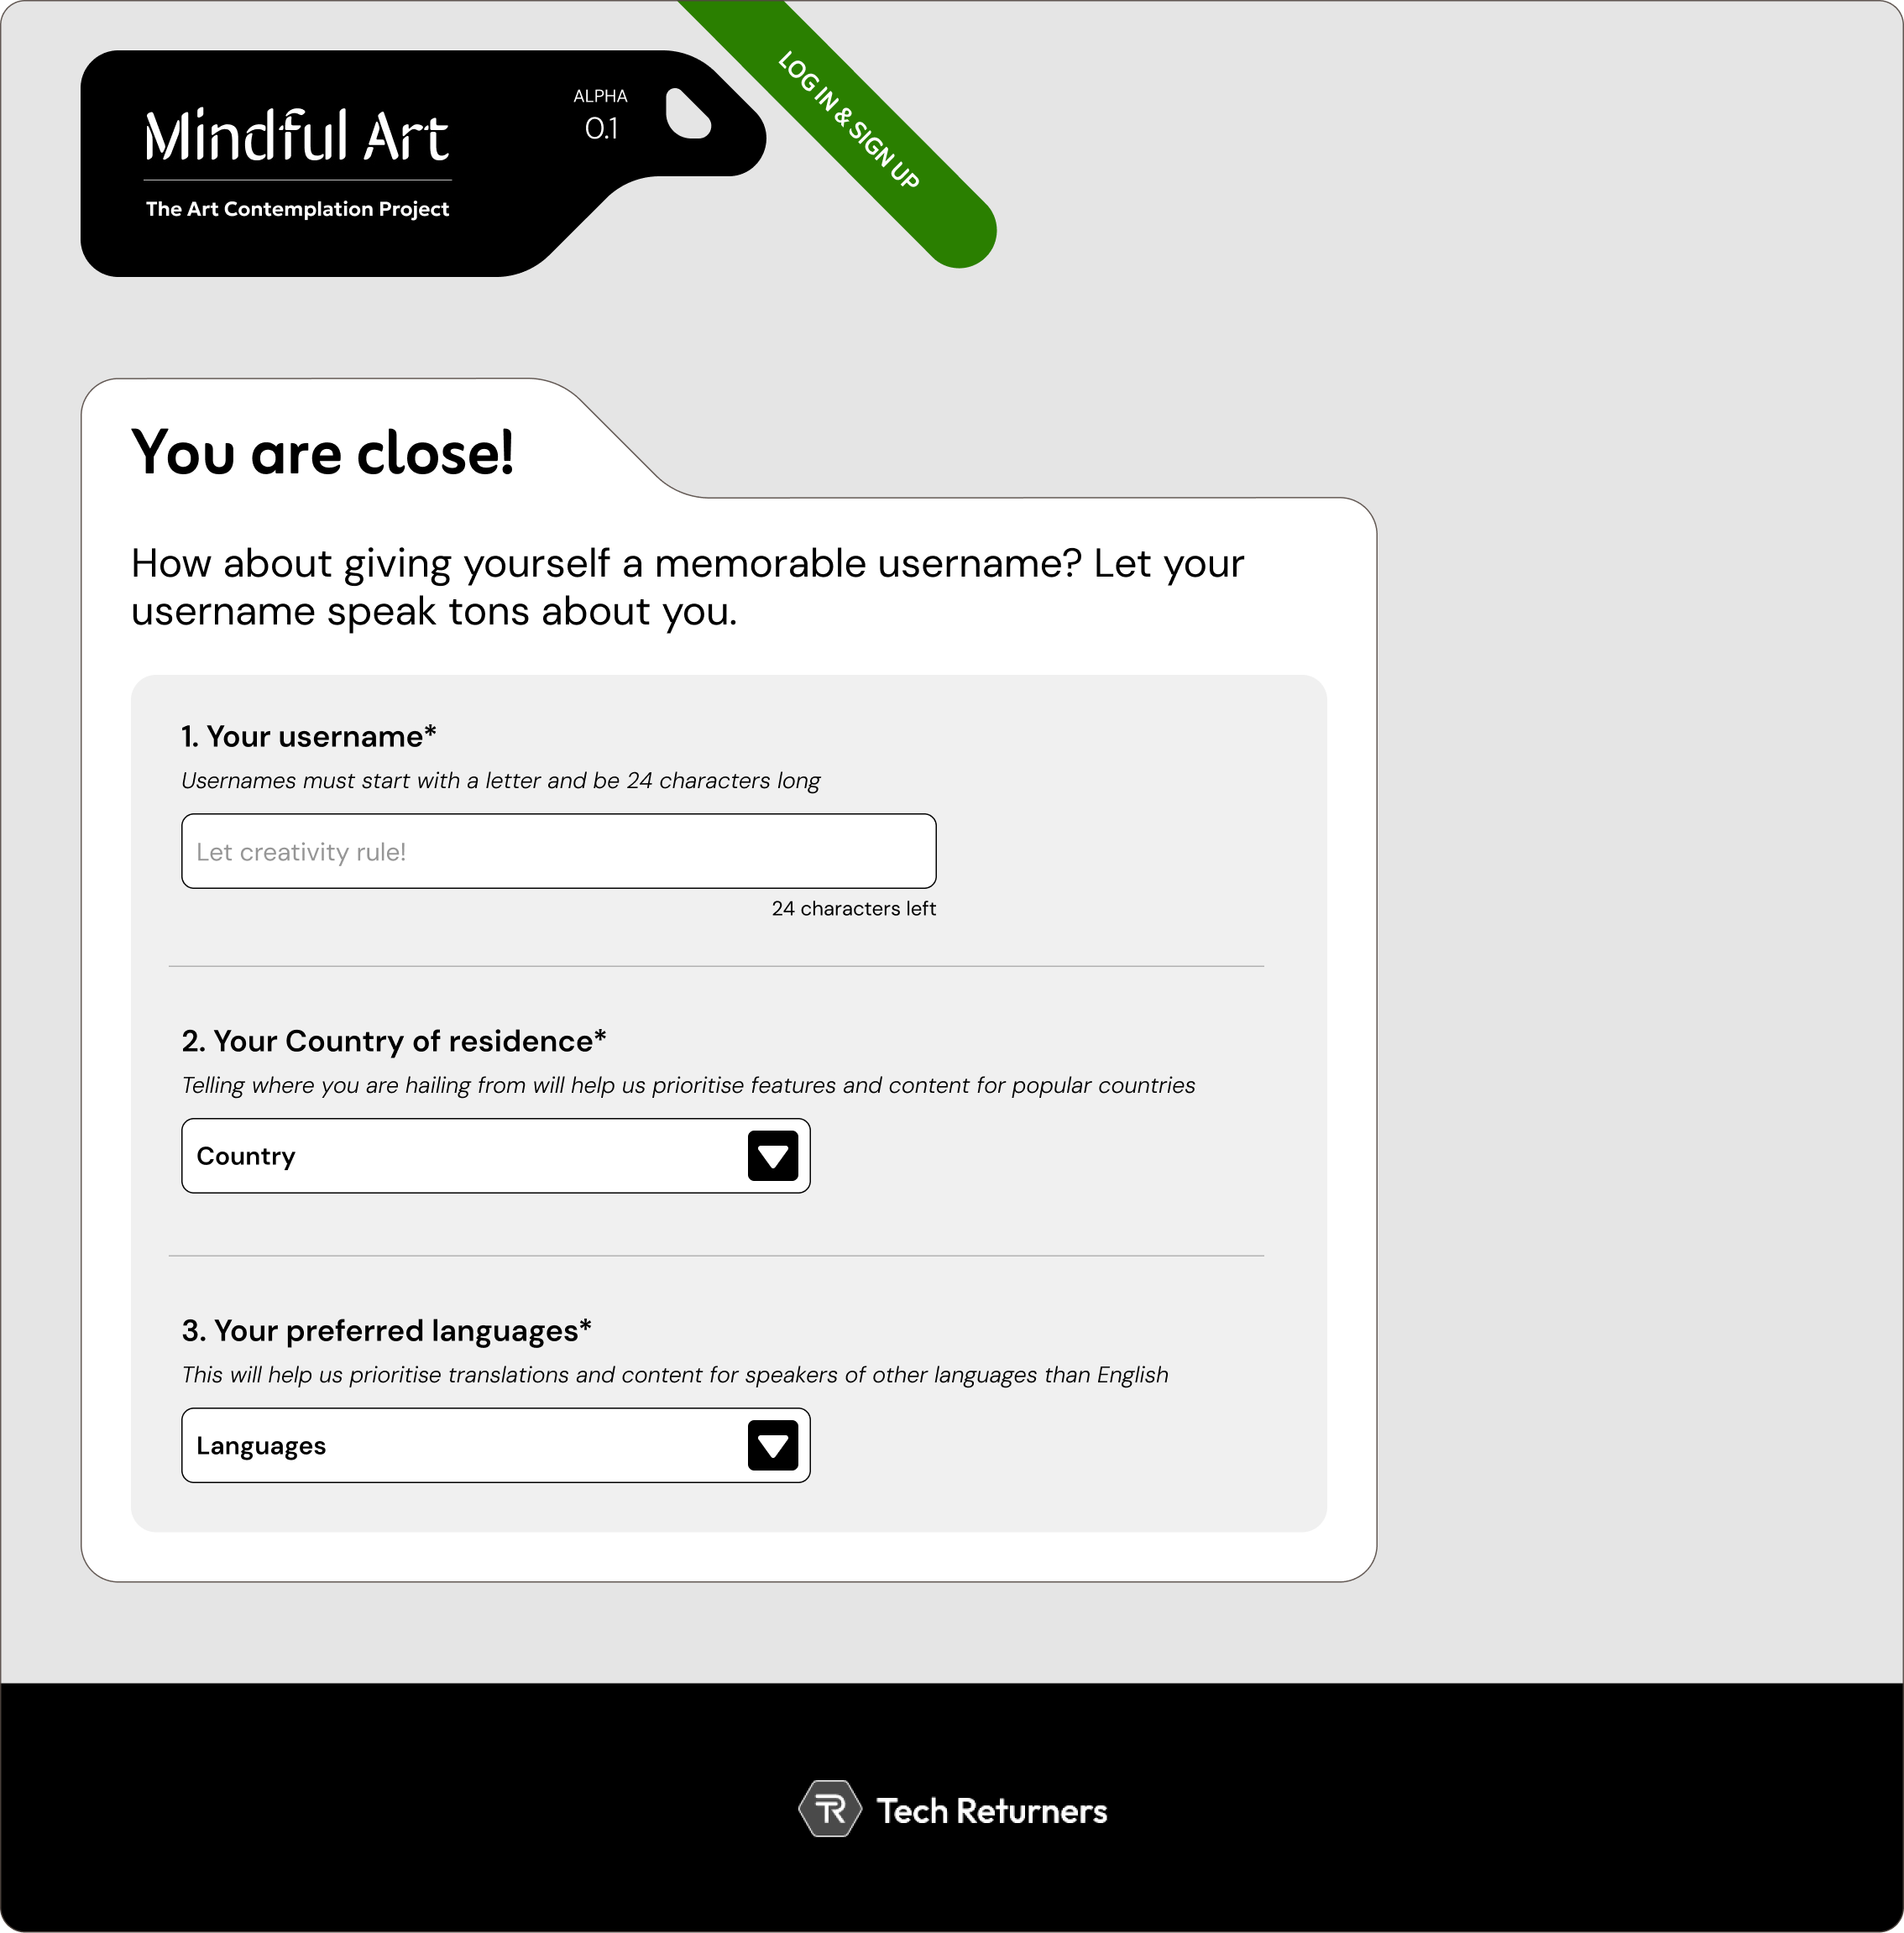 Mindful Art
The Art Contemplation Project
ALPHA
0.1
LOG IN & SIGN UP
You are close!
How about giving yourself a memorable username? Let your
username speak tons about you.
1. Your username*
Usernames must start with a letter and be 24 characters long
Let creativity rule!
24 characters left
2. Your Country of residence*
Telling where you are hailing from will help us prioritise features and content for popular countries
Country
3. Your preferred languages*
This will help us prioritise translations and content for speakers of other languages than English
Languages
TR
Tech Returners